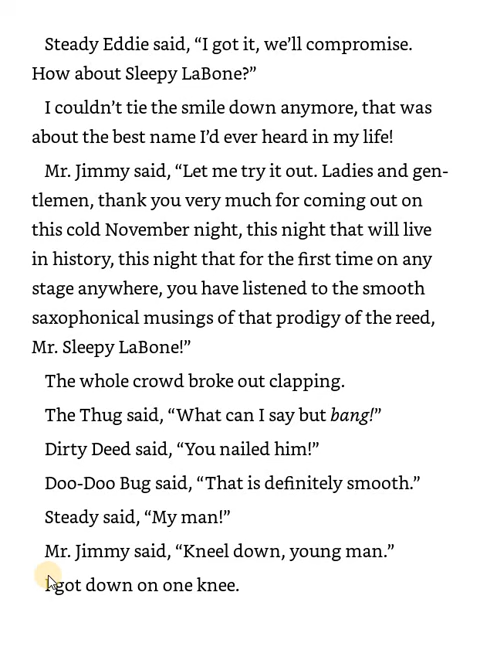 Steady Eddie said, “I got it, we’ll compromise.
How about Sleepy LaBone?”
I couldn’t tie the smile down anymore, that was
about the best name I’d ever heard in my life!
Mr. Jimmy said, “Let me try it out. Ladies and gen-
tlemen, thank you very much for coming out on
this cold November night, this night that will live
in history, this night that for the first time on any
stage anywhere, you have listened to the smooth
saxophonical musings of that prodigy of the reed,
Mr. Sleepy LaBone!”
The whole crowd broke out clapping.
The Thug said, “What can I say but bang!”
Dirty Deed said, “You nailed him!”
Doo-Doo Bug said, “That is definitely smooth.”
Steady said, “My man!”
Mr. Jimmy said, “Kneel down, young man.”
I got down on one knee.